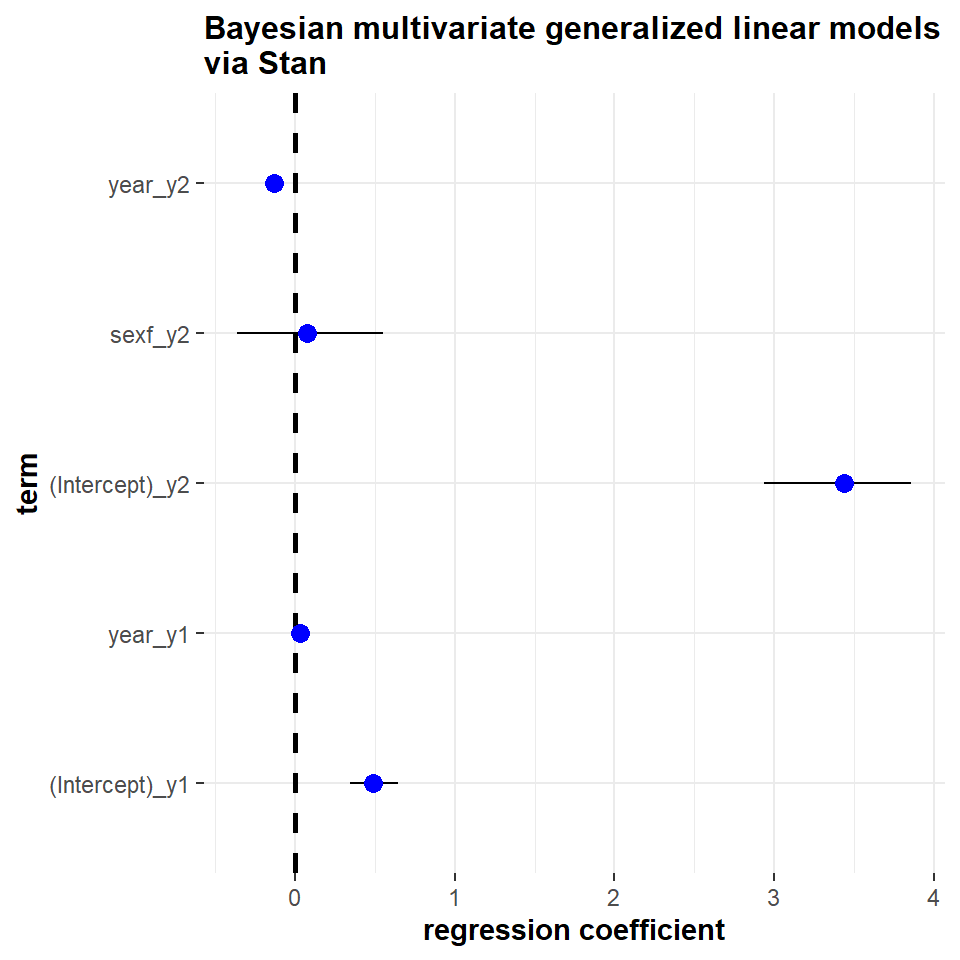 Bayesian multivariate generalized linear models
via Stan
term
year_y2
sexf_y2
(Intercept)_y2
year_y1
(Intercept)_y1
0 1 2 3 4
regression coefficient